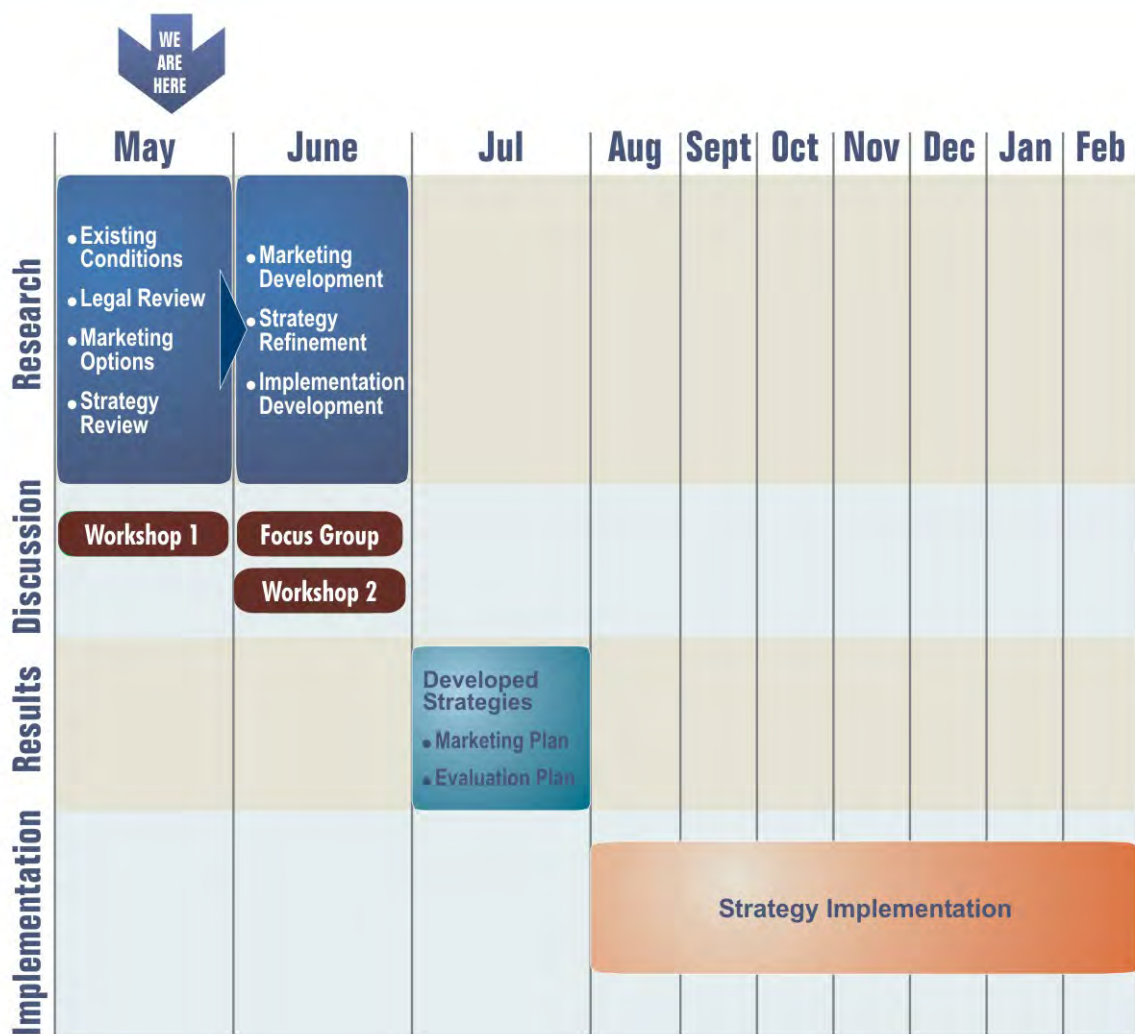 WE
ARE
HERE
May June Jul Aug Sept Oct Nov Dec Jan Feb
Research
• Existing
Conditions
• Legal Review
• Marketing
Options
• Strategy
Review
• Marketing
Development
• Strategy
Refinement
• Implementation
Development
Discussion
Workshop 1
Focus Group
Workshop 2
Results
Developed
Strategies
• Marketing Plan
• Evaluation Plan
Implementation
Strategy Implementation